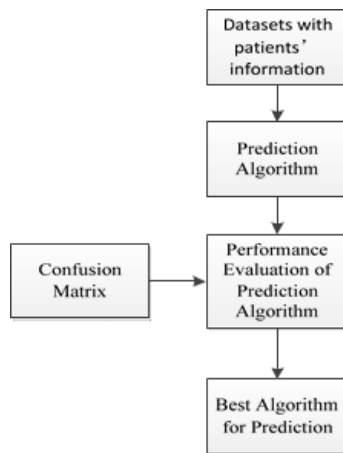 Datasets with
patients’
information
Prediction
Algorithm
Confusion
Matrix
Performance
Evaluation of
Prediction
Algorithm
Best Algorithm
for Prediction